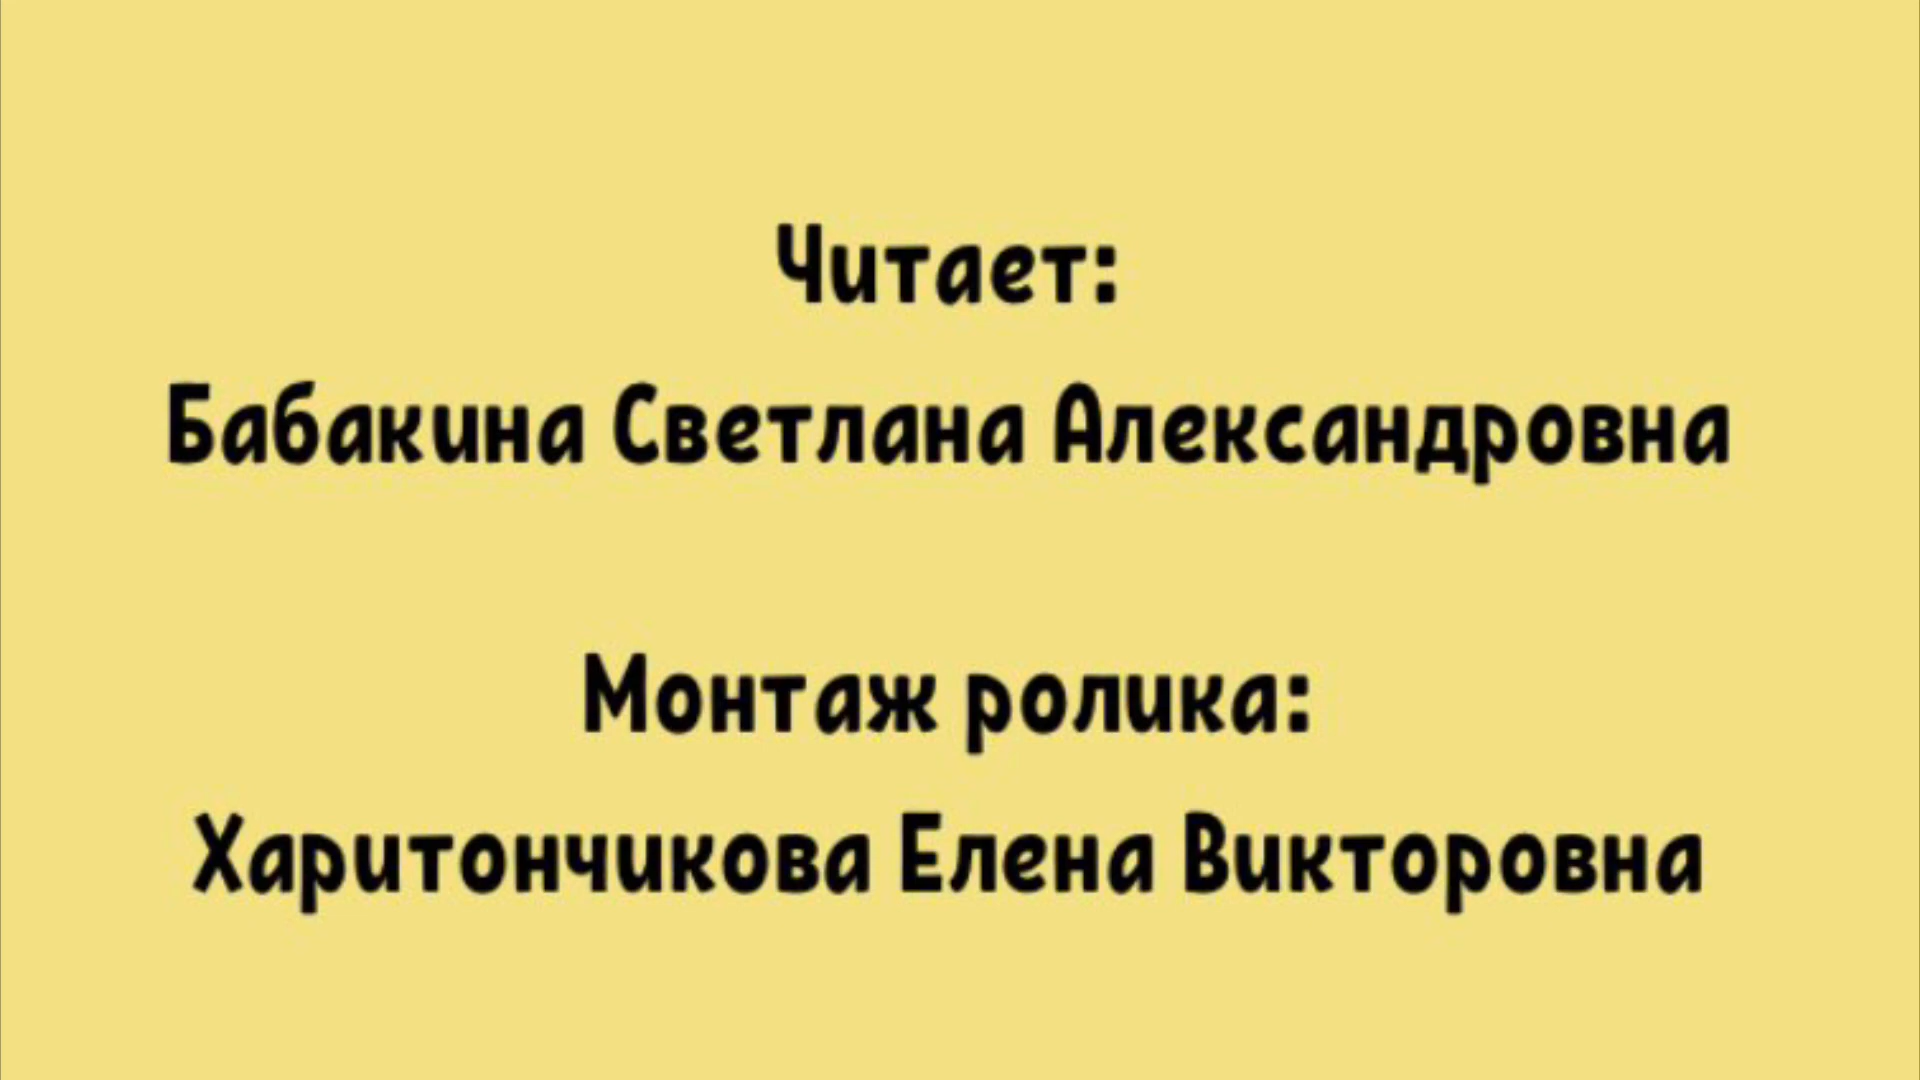 Читает:
Бабакина Светлана Александровна
Монтаж ролика:
Харитончикова Елена Викторовна